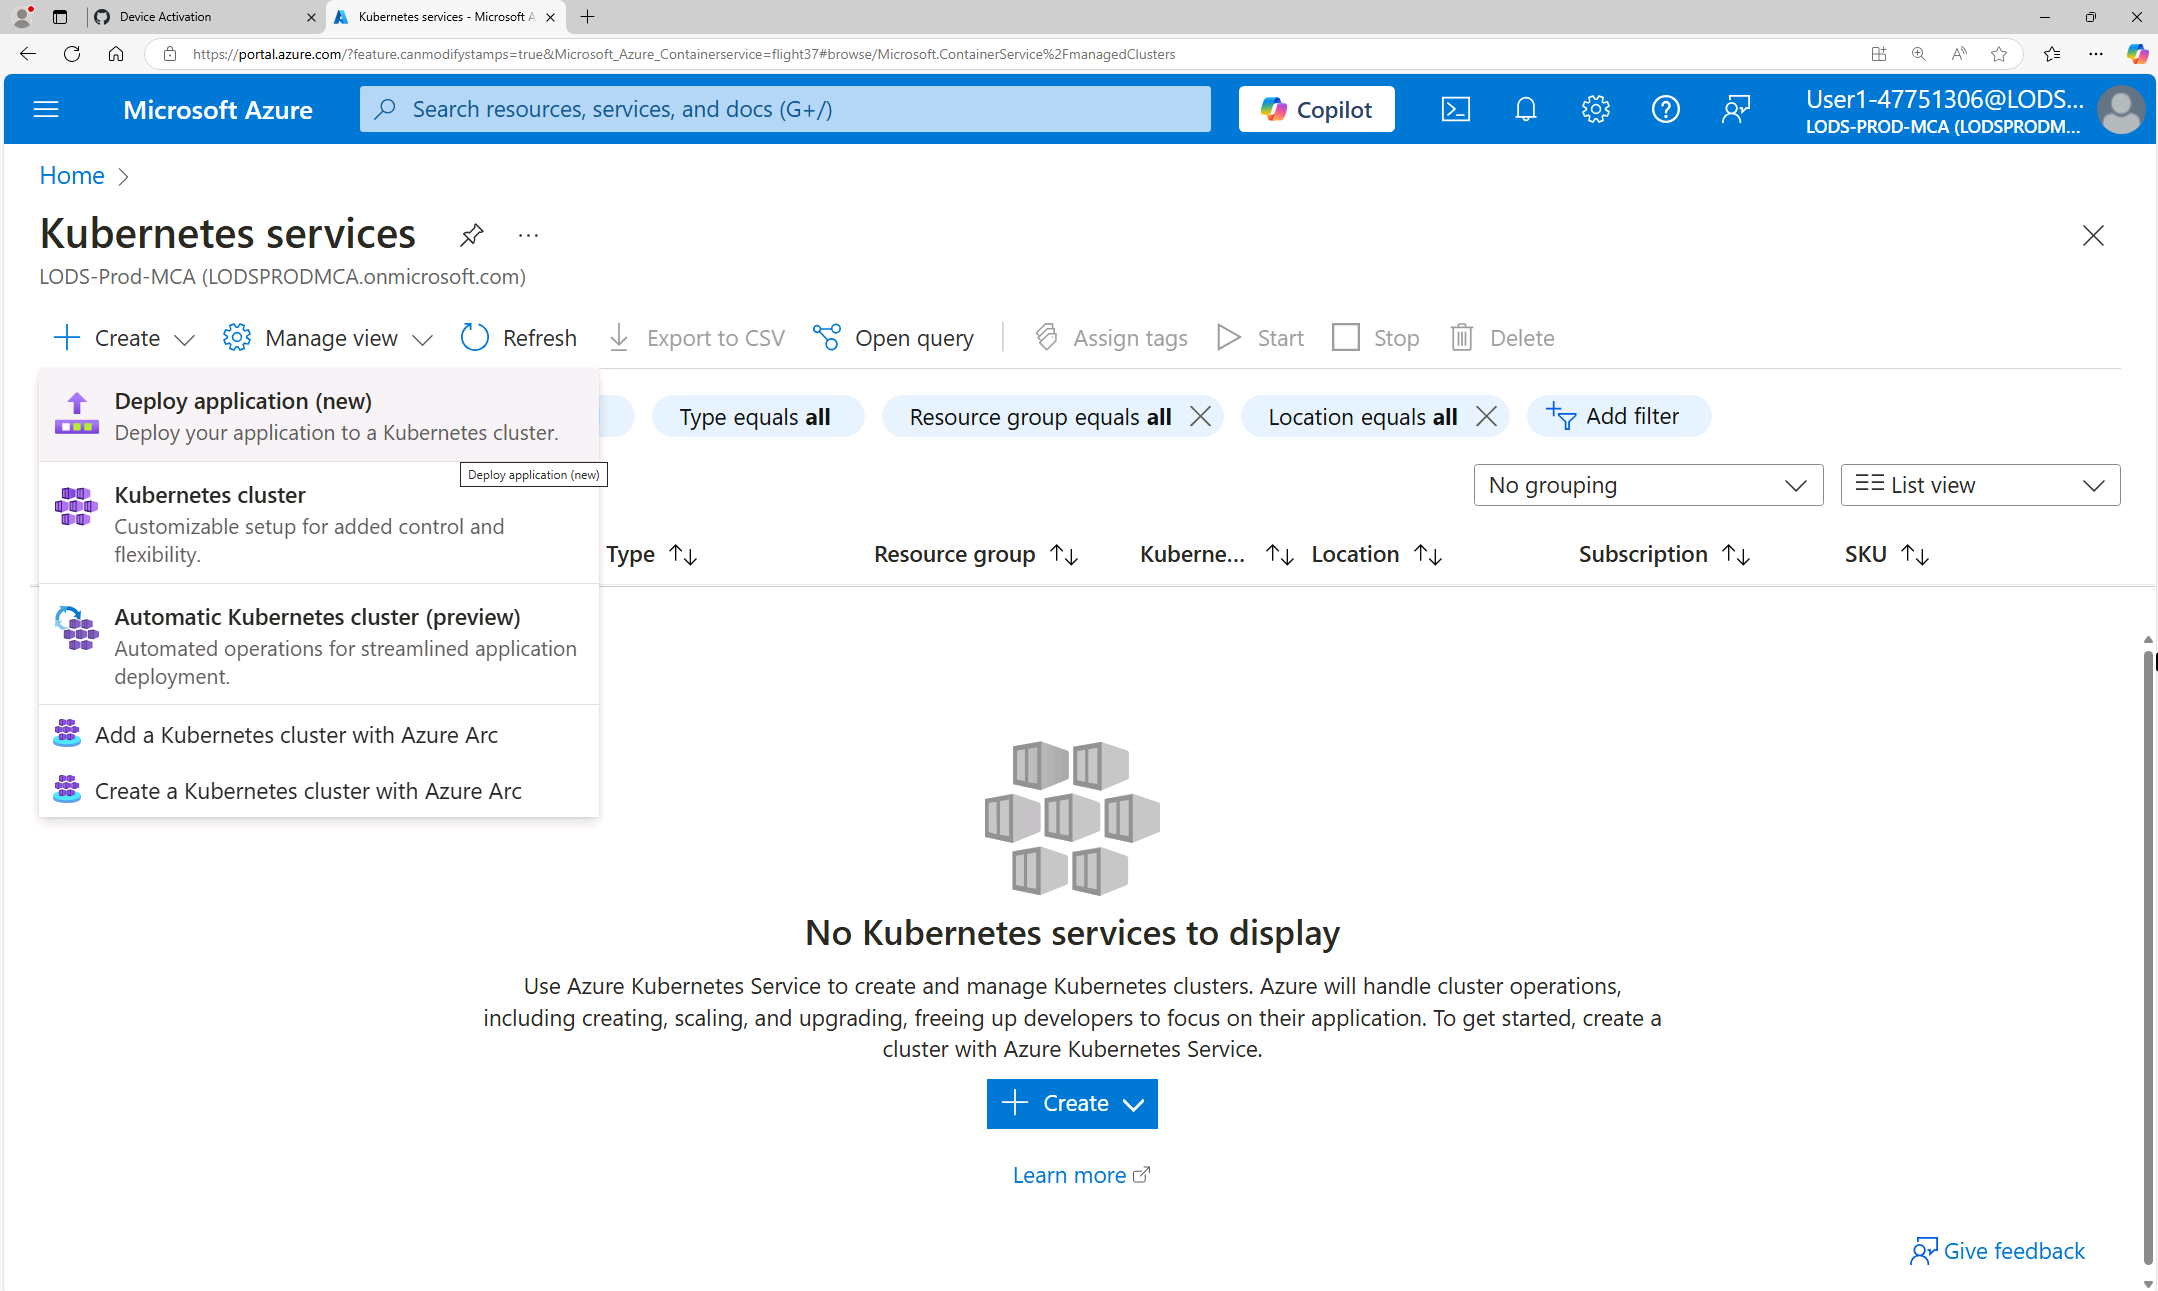 Device Activation
Kubernetes services - Microsoft A
https://portal.azure.com/?feature.canmodifystamps=true&Microsoft_Azure_Containerservice=flight37#browse/Microsoft.ContainerService%2FmanagedClusters
Microsoft Azure
Search resources, services, and docs (G+/)
Copilot
User1-47751306@LODS...
LODS-PROD-MCA (LODSPRODM...
Home
Kubernetes services
LODS-Prod-MCA (LODSPRODMCA.onmicrosoft.com)
Create
Manage view
Refresh
Export to CSV
Open query
Assign tags
Start
Stop
Delete
Deploy application (new)
Deploy your application to a Kubernetes cluster.
Type equals all
Resource group equals all
Location equals all
Add filter
Deploy application (new)
Kubernetes cluster
Customizable setup for added control and
flexibility.
No grouping
List view
Type
Resource group
Kuberne...
Location
Subscription
SKU
Automatic Kubernetes cluster (preview)
Automated operations for streamlined application
deployment.
Add a Kubernetes cluster with Azure Arc
Create a Kubernetes cluster with Azure Arc
No Kubernetes services to display
Use Azure Kubernetes Service to create and manage Kubernetes clusters. Azure will handle cluster operations,
including creating, scaling, and upgrading, freeing up developers to focus on their application. To get started, create a
cluster with Azure Kubernetes Service.
Create
Learn more
Give feedback